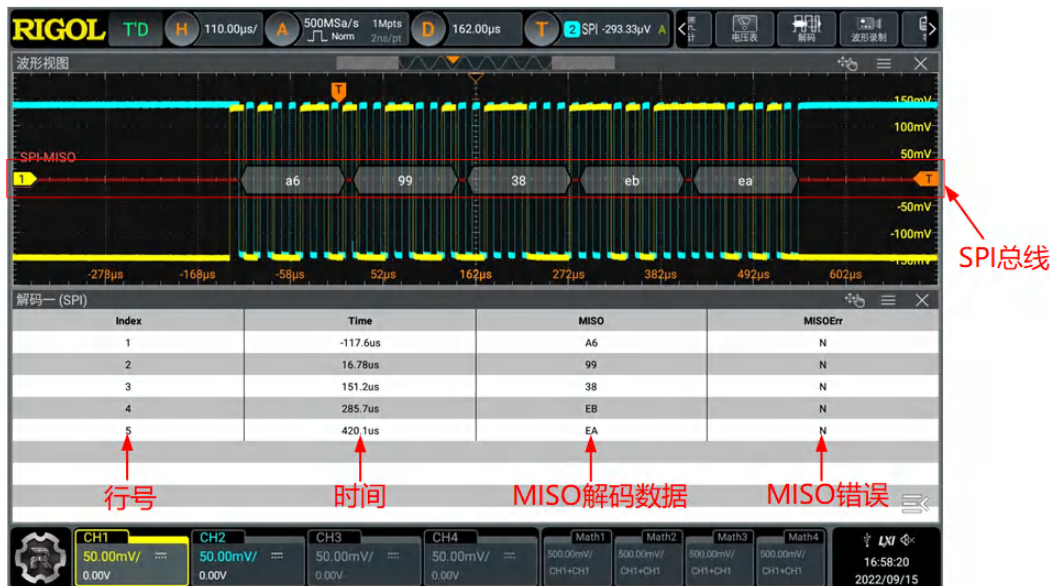 RIGOL T'D H 110.00μs/ A 500MSa/s 1Mpts Norm 2ns/pt D 162.00μs T 2 SPI -293.33μV A 计 电压表 解码 波形录制
波形视图
T
150mV
100mV
SPI-MISO 50mV
1 a6 99 38 eb ea T
-50mV
-100mV
SPI总线
-150mV
-278μs -168μs -58μs 52μs 162μs 272μs 382μs 492μs 602μs
解码一 (SPI)
Index Time MISO MISOErr
1 -117.6us A6 N
2 16.78us 99 N
3 151.2us 38 N
4 285.7us EB N
5 420.1us EA N
行号 时间 MISO解码数据 MISO错误
CH1 CH2 CH3 CH4 Math1 Math2 Math3 Math4 LXI
50.00mV/ 50.00mV/ 50.00mV/ 50.00mV/ 500.00mV/ 500.00mV/ 500.00mV/ 500.00mV/ 16:58:20
0.00V 0.00V 0.00V 0.00V CH1+CH1 CH1+CH1 CH1+CH1 CH1+CH1 2022/09/15